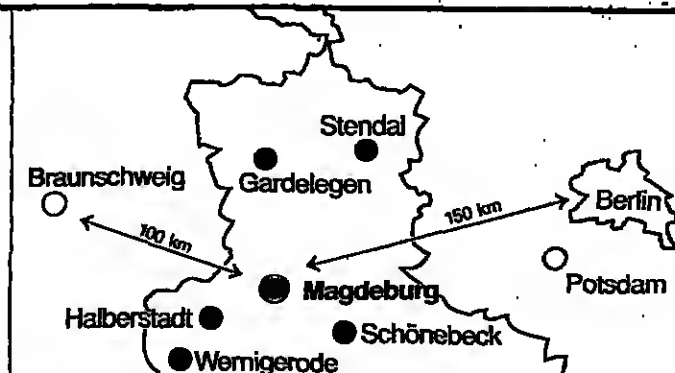 Stendal
Gardelegen
Braunschweig
Berlin
150 km
100 km
Potsdam
Magdeburg
Halberstadt
Schönebeck
Wernigerode